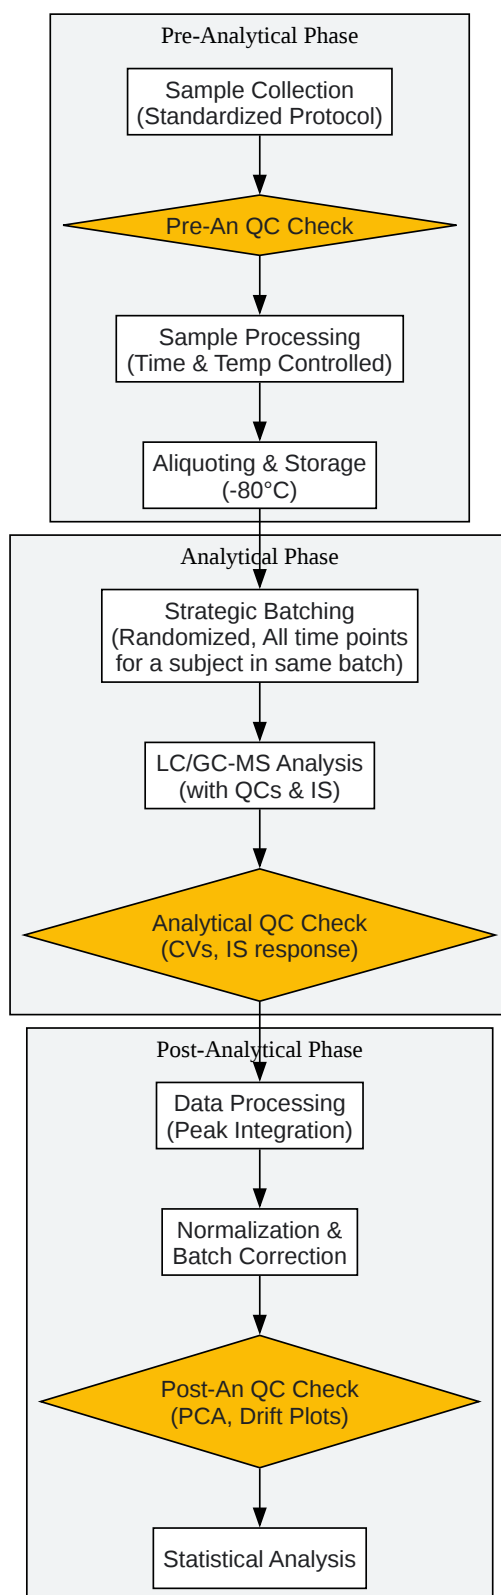 Pre-Analytical Phase
Sample Collection
(Standardized Protocol)
Pre-An QC Check
Sample Processing
(Time & Temp Controlled)
Aliquoting & Storage
(-80°C)
Analytical Phase
Strategic Batching
(Randomized, All time points
for a subject in same batch)
LC/GC-MS Analysis
(with QCs & IS)
Analytical QC Check
(CVs, IS response)
Post-Analytical Phase
Data Processing
(Peak Integration)
Normalization &
Batch Correction
Post-An QC Check
(PCA, Drift Plots)
Statistical Analysis